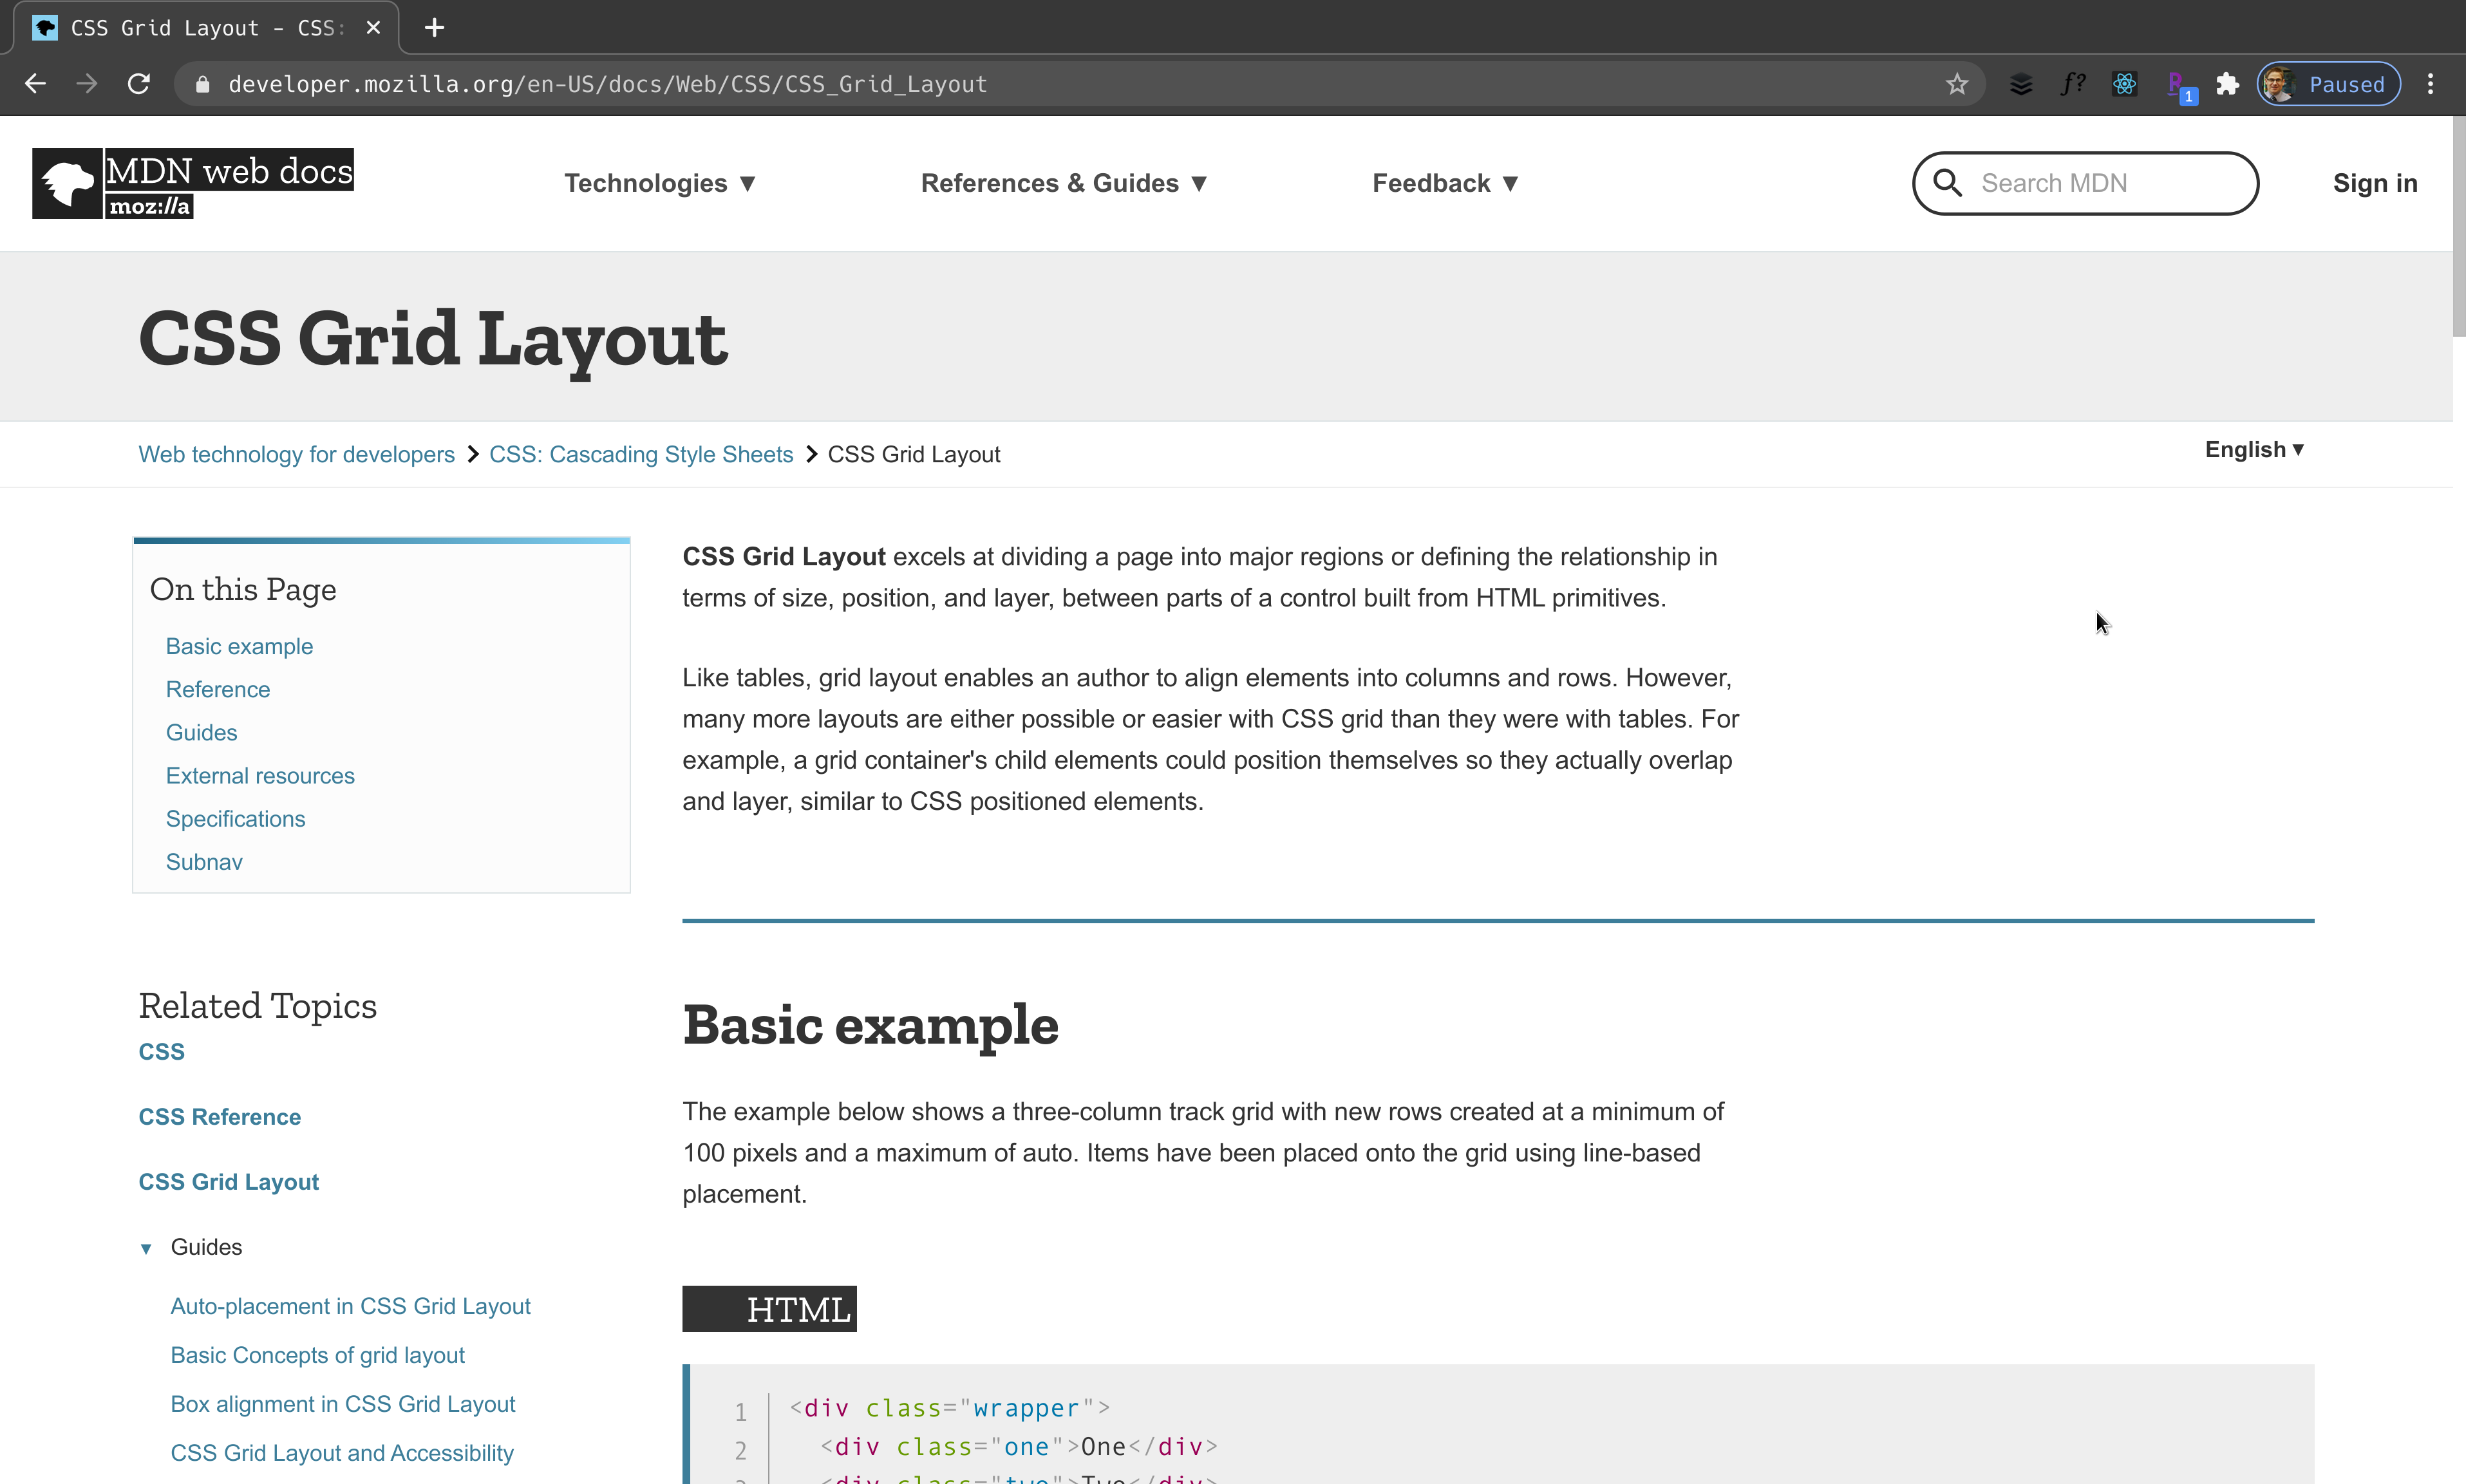 CSS Grid Layout - CSS:
developer.mozilla.org/en-US/docs/Web/CSS/CSS_Grid_Layout
f?
1
Paused
MDN web docs
moz://a
Technologies ▼
References & Guides ▼
Feedback ▼
Search MDN
Sign in
CSS Grid Layout
Web technology for developers
CSS: Cascading Style Sheets
CSS Grid Layout
English ▼
On this Page
Basic example
Reference
Guides
External resources
Specifications
Subnav
Related Topics
CSS
CSS Reference
CSS Grid Layout
▼ Guides
Auto-placement in CSS Grid Layout
Basic Concepts of grid layout
Box alignment in CSS Grid Layout
CSS Grid Layout and Accessibility
CSS Grid Layout excels at dividing a page into major regions or defining the relationship in
terms of size, position, and layer, between parts of a control built from HTML primitives.
Like tables, grid layout enables an author to align elements into columns and rows. However,
many more layouts are either possible or easier with CSS grid than they were with tables. For
example, a grid container's child elements could position themselves so they actually overlap
and layer, similar to CSS positioned elements.
Basic example
The example below shows a three-column track grid with new rows created at a minimum of
100 pixels and a maximum of auto. Items have been placed onto the grid using line-based
placement.
HTML
1 <div class="wrapper">
2 <div class="one">One</div>
3 <div class="two">Two</div>